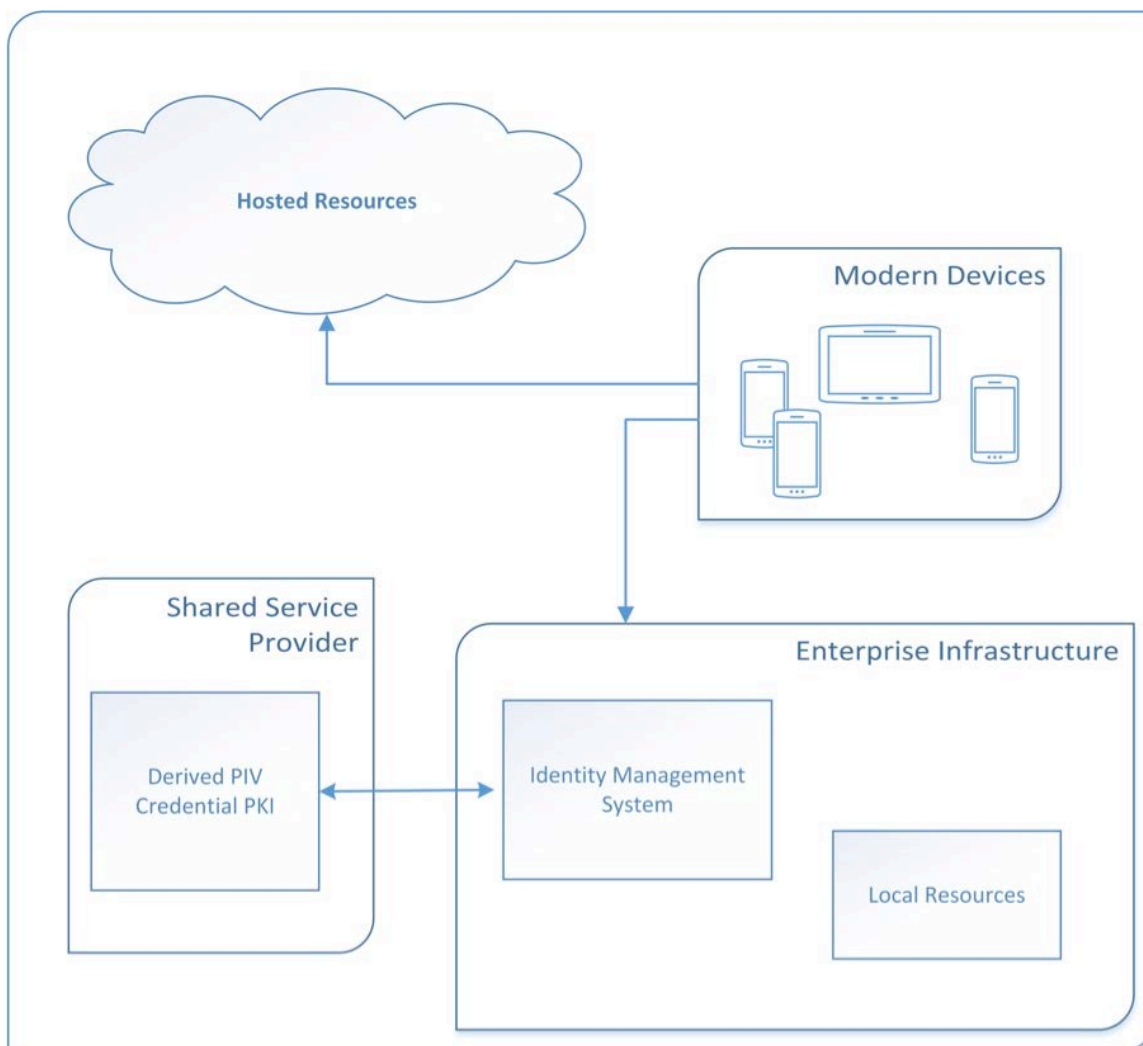 Hosted Resources
Modern Devices
Shared Service
Provider
Enterprise Infrastructure
Derived PIV
Credential PKI
Identity Management
System
Local Resources